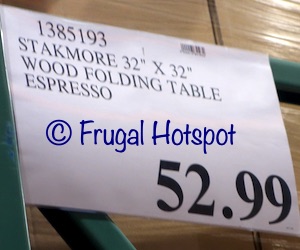 1385193
STAKMORE 32" X 32"
WOOD FOLDING TABLE
ESPRESSO
© Frugal Hotspot
52.99